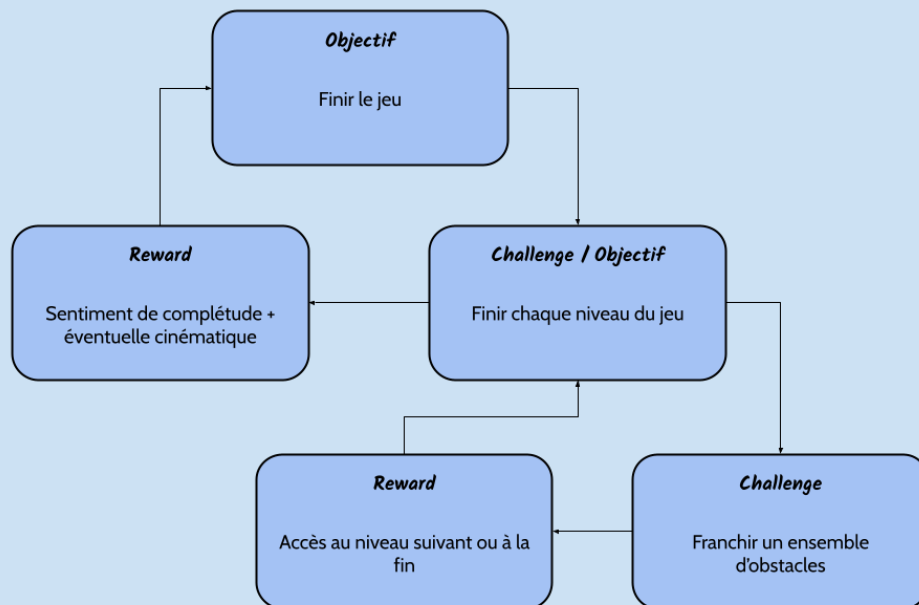 Objectif
Finir le jeu
Reward
Sentiment de complétude +
éventuelle cinématique
Challenge / Objectif
Finir chaque niveau du jeu
Reward
Accès au niveau suivant ou à la
fin
Challenge
Franchir un ensemble
d'obstacles